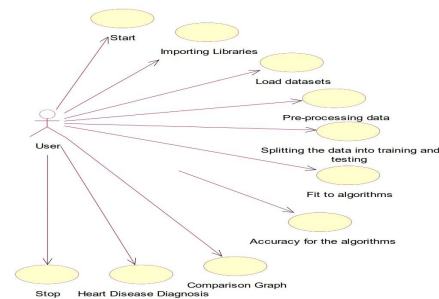 Start
Importing Libraries
Load datasets
Pre-processing data
User
Splitting the data into training and
testing
Fit to algorithms
Accuracy for the algorithms
Comparison Graph
Stop
Heart Disease Diagnosis